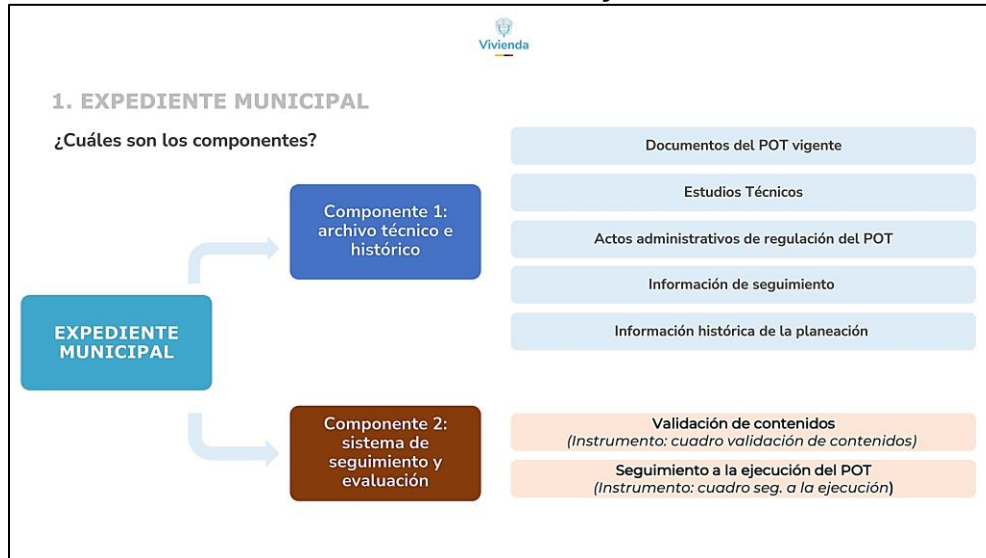 Vivienda
1. EXPEDIENTE MUNICIPAL
¿Cuáles son los componentes?
EXPEDIENTE
MUNICIPAL
Componente 1:
archivo técnico e
histórico
Documentos del POT vigente
Estudios Técnicos
Actos administrativos de regulación del POT
Información de seguimiento
Información histórica de la planeación
Componente 2:
sistema de
seguimiento y
evaluación
Validación de contenidos
(Instrumento: cuadro validación de contenidos)
Seguimiento a la ejecución del POT
(Instrumento: cuadro seg. a la ejecución)